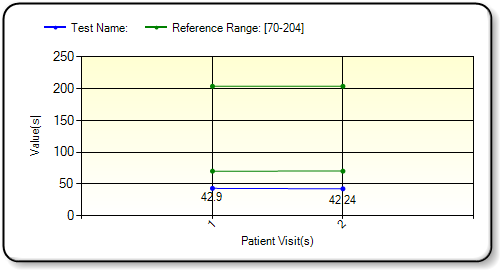 Test Name: Reference Range: [70-204]
250
200
150
100
50
0
Value[s]
42.9 42.24
1 2
Patient Visit(s)